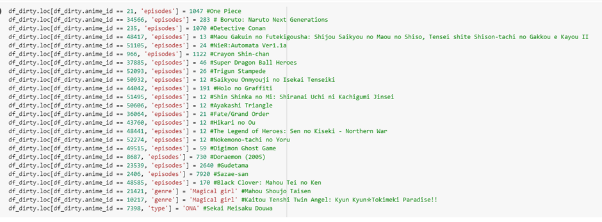 df_dirty.loc[df_dirty.anime_id == 21, 'episodes'] = 1047 #One Piece
df_dirty.loc[df_dirty.anime_id == 34566, 'episodes'] = 283 # Boruto: Naruto Next Generations
df_dirty.loc[df_dirty.anime_id == 235, 'episodes'] = 1070 #Detective Conan
df_dirty.loc[df_dirty.anime_id == 48417, 'episodes'] = 13 #Maou Gakuin no Futekigousha: Shijou Saikyou no Maou no Shiso, Tensei shite Shison-tachi no Gakkou e Kayou II
df_dirty.loc[df_dirty.anime_id == 51105, 'episodes'] = 24 #NieR:Automata Ver1.1a
df_dirty.loc[df_dirty.anime_id == 966, 'episodes'] = 1122 #Crayon Shin-chan
df_dirty.loc[df_dirty.anime_id == 37885, 'episodes'] = 46 #Super Dragon Ball Heroes
df_dirty.loc[df_dirty.anime_id == 52093, 'episodes'] = 26 #Trigun Stampede
df_dirty.loc[df_dirty.anime_id == 50932, 'episodes'] = 12 #Saikyou Onmyouji no Isekai Tenseiki
df_dirty.loc[df_dirty.anime_id == 44042, 'episodes'] = 191 #Holo no Graffiti
df_dirty.loc[df_dirty.anime_id == 51495, 'episodes'] = 12 #Shin Shinka no Mi: Shiranai Uchi ni Kachigumi Jinsei
df_dirty.loc[df_dirty.anime_id == 50608, 'episodes'] = 12 #Ayakashi Triangle
df_dirty.loc[df_dirty.anime_id == 36064, 'episodes'] = 21 #Fate/Grand Order
df_dirty.loc[df_dirty.anime_id == 43760, 'episodes'] = 12 #Hikari no Ou
df_dirty.loc[df_dirty.anime_id == 48441, 'episodes'] = 12 #The Legend of Heroes: Sen no Kiseki - Northern War
df_dirty.loc[df_dirty.anime_id == 52274, 'episodes'] = 12 #Nokemono-tachi no Yoru
df_dirty.loc[df_dirty.anime_id == 49515, 'episodes'] = 59 #Digimon Ghost Game
df_dirty.loc[df_dirty.anime_id == 8687, 'episodes'] = 730 #Doraemon (2005)
df_dirty.loc[df_dirty.anime_id == 23539, 'episodes'] = 2640 #Gudetama
df_dirty.loc[df_dirty.anime_id == 2406, 'episodes'] = 7920 #Sazae-san
df_dirty.loc[df_dirty.anime_id == 48585, 'episodes'] = 170 #Black Clover: Mahou Tei no Ken
df_dirty.loc[df_dirty.anime_id == 21421, 'genre'] = 'Magical girl' #Mahou Shoujo Taisen
df_dirty.loc[df_dirty.anime_id == 10217, 'genre'] = 'Magical girl' #Kaitou Tenshi Twin Angel: Kyun Kyun☆Tokimeki Paradise!!
df_dirty.loc[df_dirty.anime_id == 7398, 'type'] = 'ONA' #Sekai Meisaku Douwa